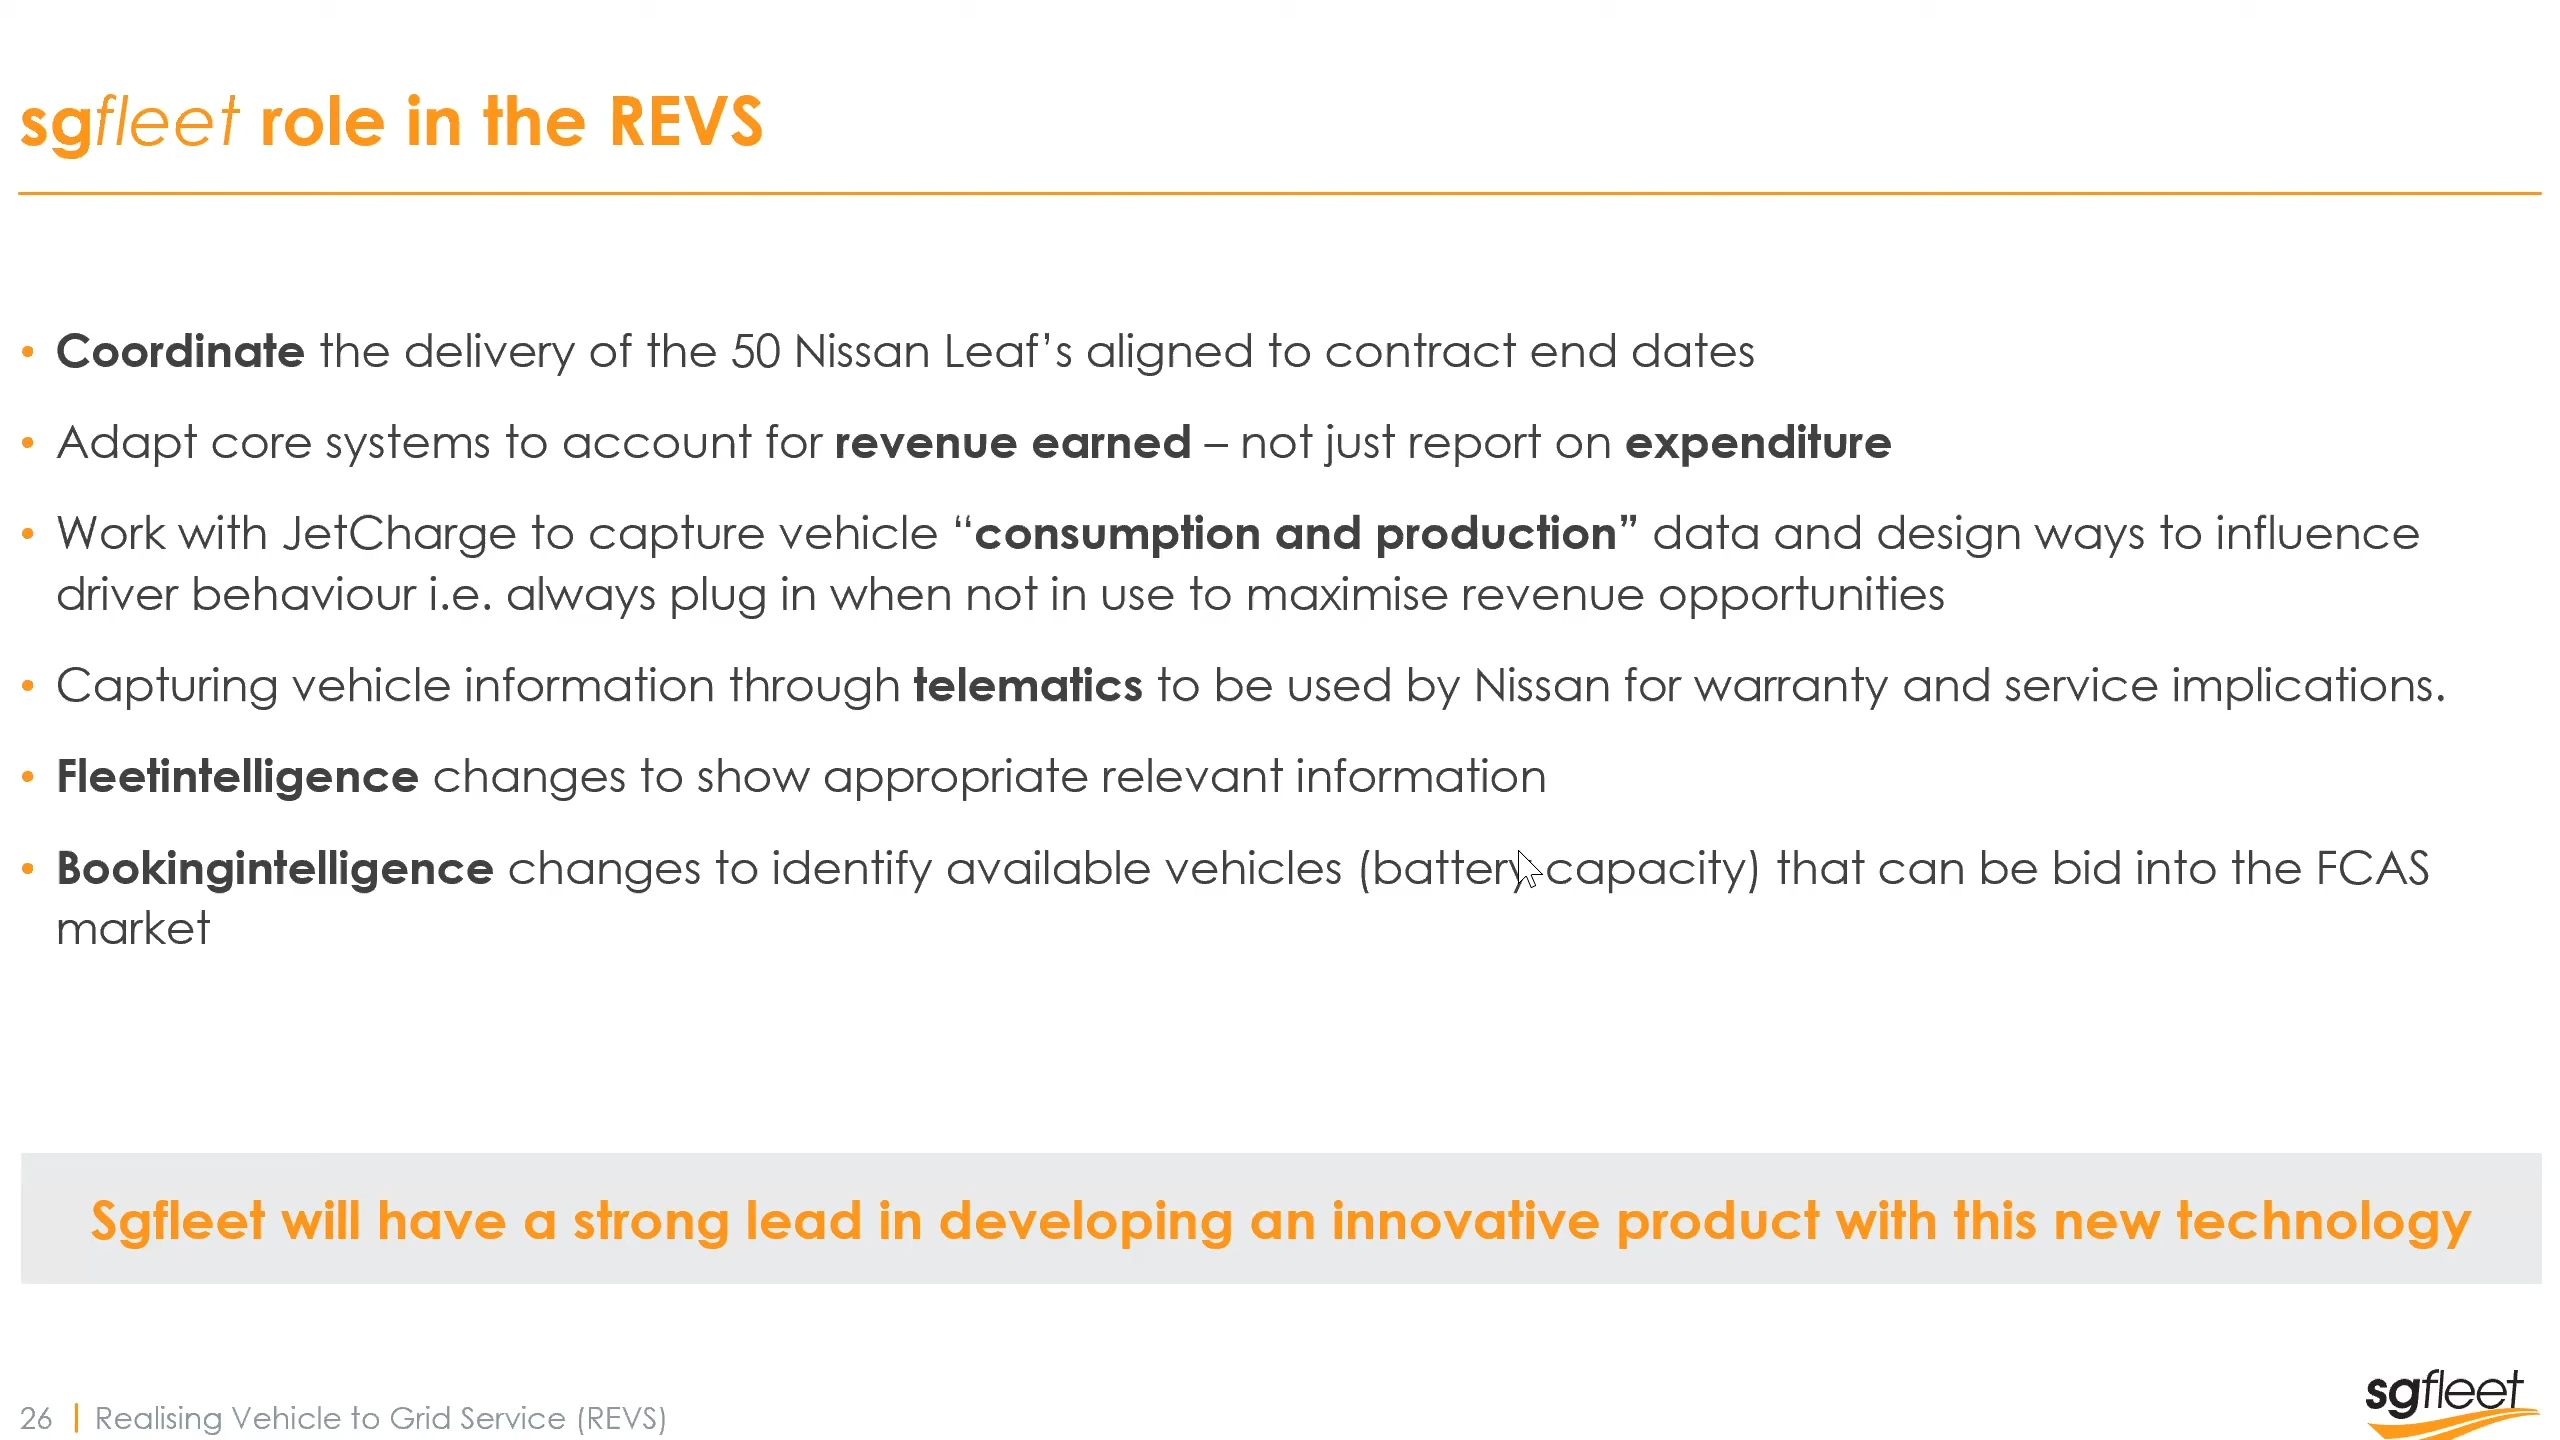 sgfleet role in the REVS
• Coordinate the delivery of the 50 Nissan Leaf’s aligned to contract end dates
• Adapt core systems to account for revenue earned – not just report on expenditure
• Work with JetCharge to capture vehicle “consumption and production” data and design ways to influence
driver behaviour i.e. always plug in when not in use to maximise revenue opportunities
• Capturing vehicle information through telematics to be used by Nissan for warranty and service implications.
• Fleetintelligence changes to show appropriate relevant information
• Bookingintelligence changes to identify available vehicles (battery capacity) that can be bid into the FCAS
market
Sgfleet will have a strong lead in developing an innovative product with this new technology
26 | Realising Vehicle to Grid Service (REVS)
sgfleet